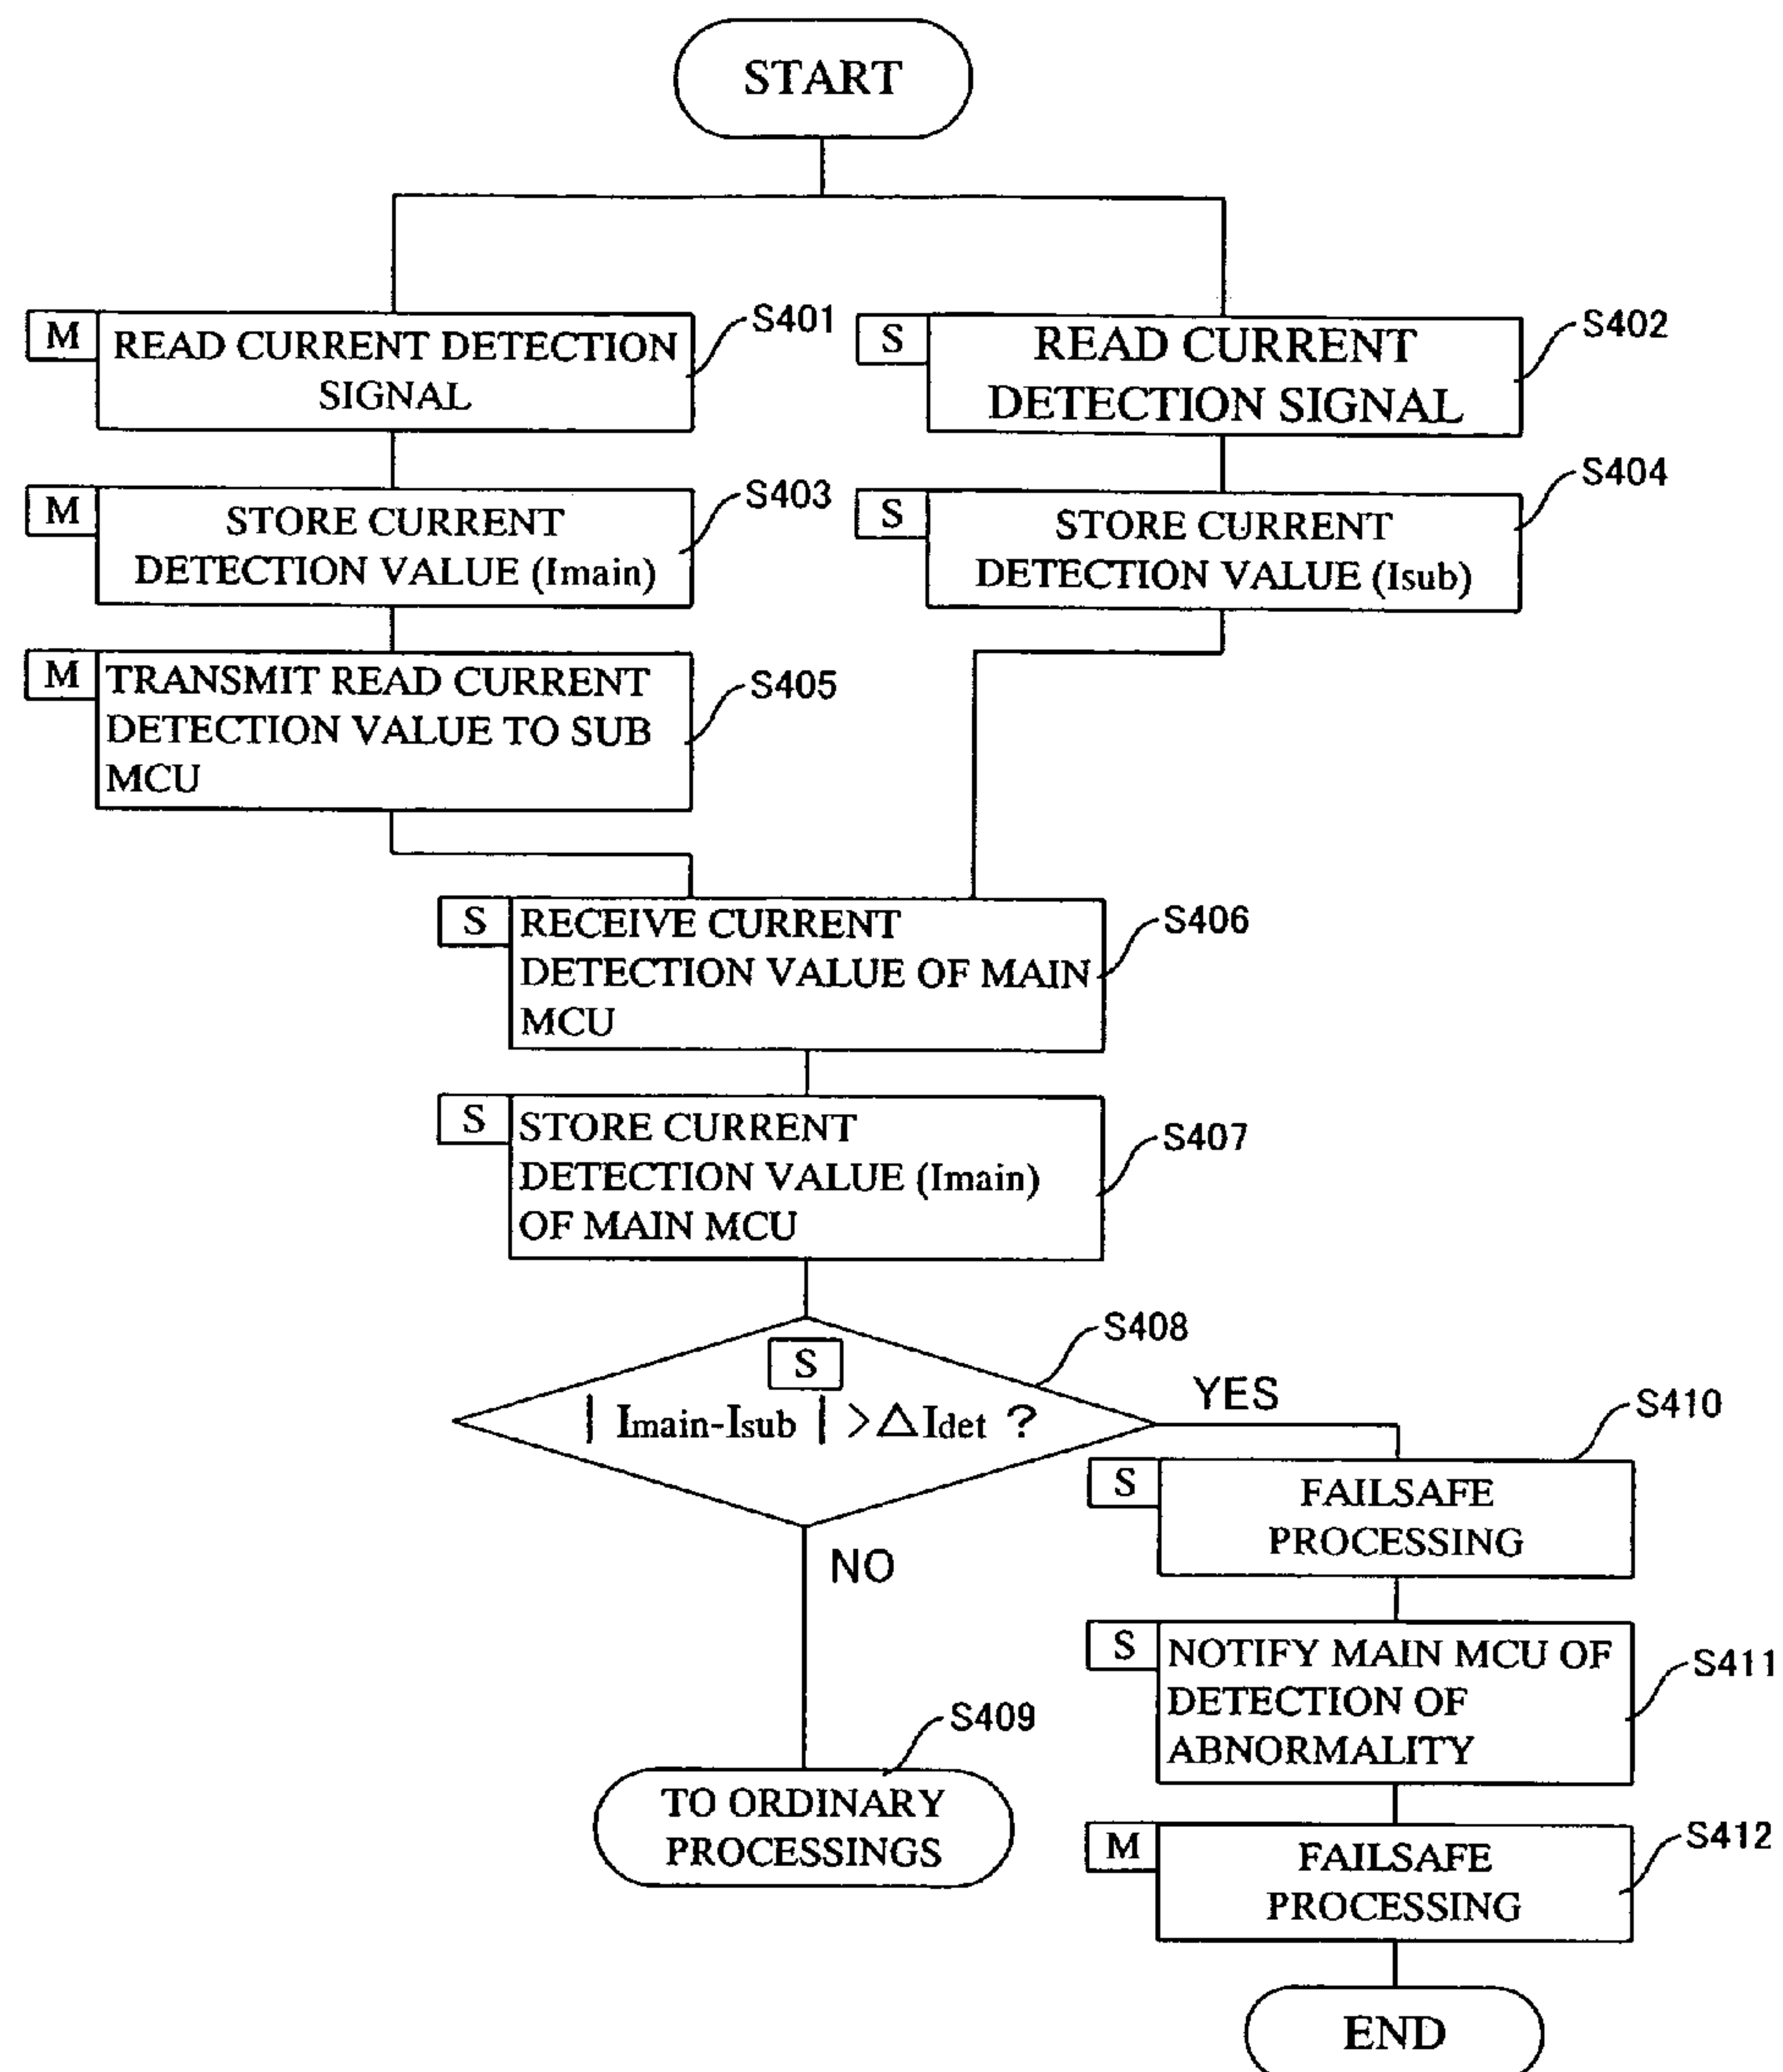 START
M
READ CURRENT DETECTION
SIGNAL
S401
S
READ CURRENT
DETECTION SIGNAL
S402
M
STORE CURRENT
DETECTION VALUE (Imain)
S403
S
STORE CURRENT
DETECTION VALUE (Isub)
S404
M
TRANSMIT READ CURRENT
DETECTION VALUE TO SUB
MCU
S405
S
RECEIVE CURRENT
DETECTION VALUE OF MAIN
MCU
S406
S
STORE CURRENT
DETECTION VALUE (Imain)
OF MAIN MCU
S407
S
| Imain-Isub | >△Idet ?
S408
YES
NO
S
FAILSAFE
PROCESSING
S410
S
NOTIFY MAIN MCU OF
DETECTION OF
ABNORMALITY
S411
TO ORDINARY
PROCESSINGS
S409
M
FAILSAFE
PROCESSING
S412
END